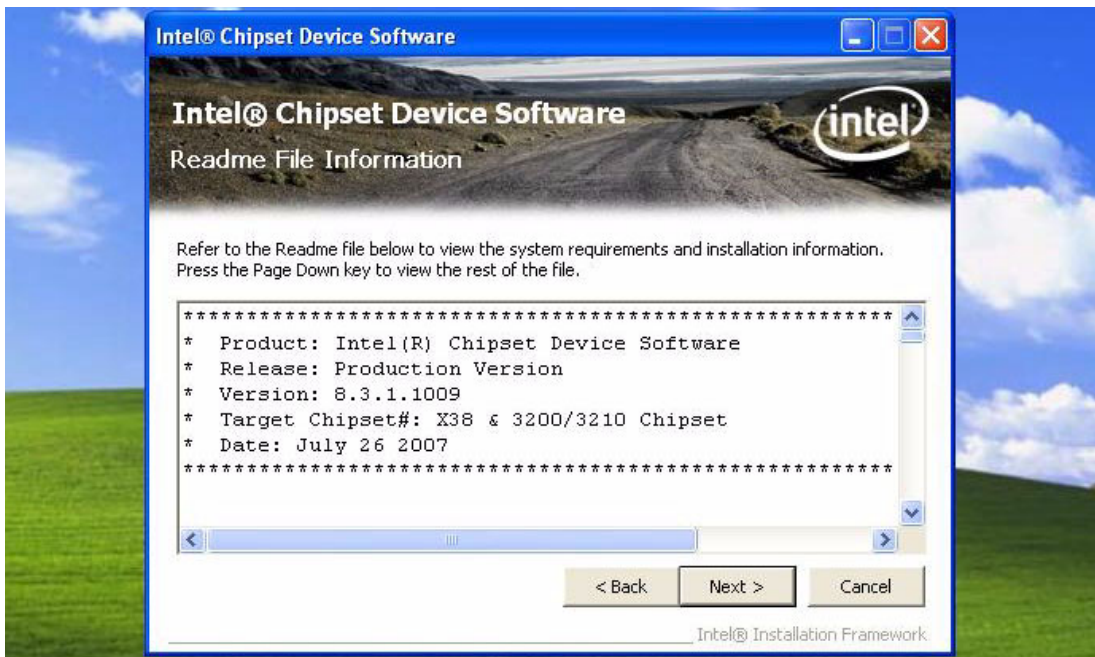 Intel® Chipset Device Software
Intel® Chipset Device Software
intel
Readme File Information
Refer to the Readme file below to view the system requirements and installation information.
Press the Page Down key to view the rest of the file.
********************************************************
* Product: Intel(R) Chipset Device Software
* Release: Production Version
* Version: 8.3.1.1009
* Target Chipset#: X38 & 3200/3210 Chipset
* Date: July 26 2007
********************************************************
< Back Next > Cancel
Intel® Installation Framework